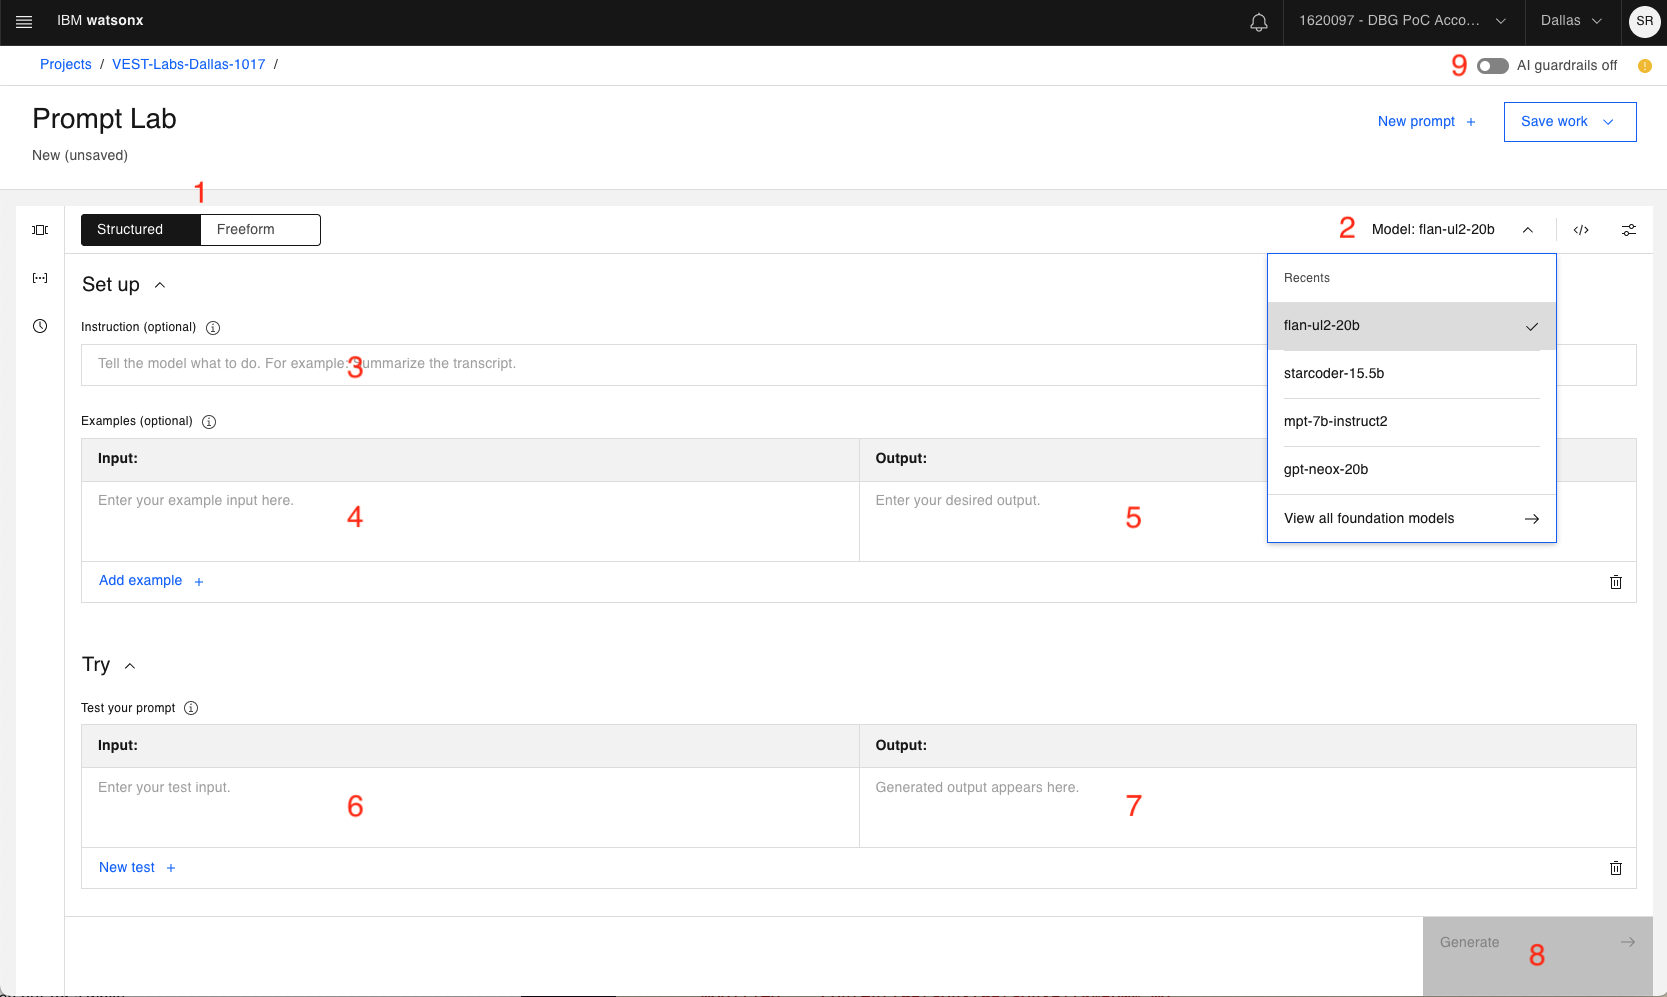 IBM watsonx
1620097 - DBG PoC Acco...
Dallas
SR
Projects / VEST-Labs-Dallas-1017 /
9
AI guardrails off
Prompt Lab
New prompt +
Save work
New (unsaved)
1
Structured
Freeform
2
Model: flan-ul2-20b
</>
Set up
Recents
flan-ul2-20b
starcoder-15.5b
mpt-7b-instruct2
gpt-neox-20b
View all foundation models
Instruction (optional)
Tell the model what to do. For example: Summarize the transcript.
3
Examples (optional)
Input:
Output:
Enter your example input here.
4
Enter your desired output.
5
Add example +
Try
Test your prompt
Input:
Output:
Enter your test input.
6
Generated output appears here.
7
New test +
Generate
8